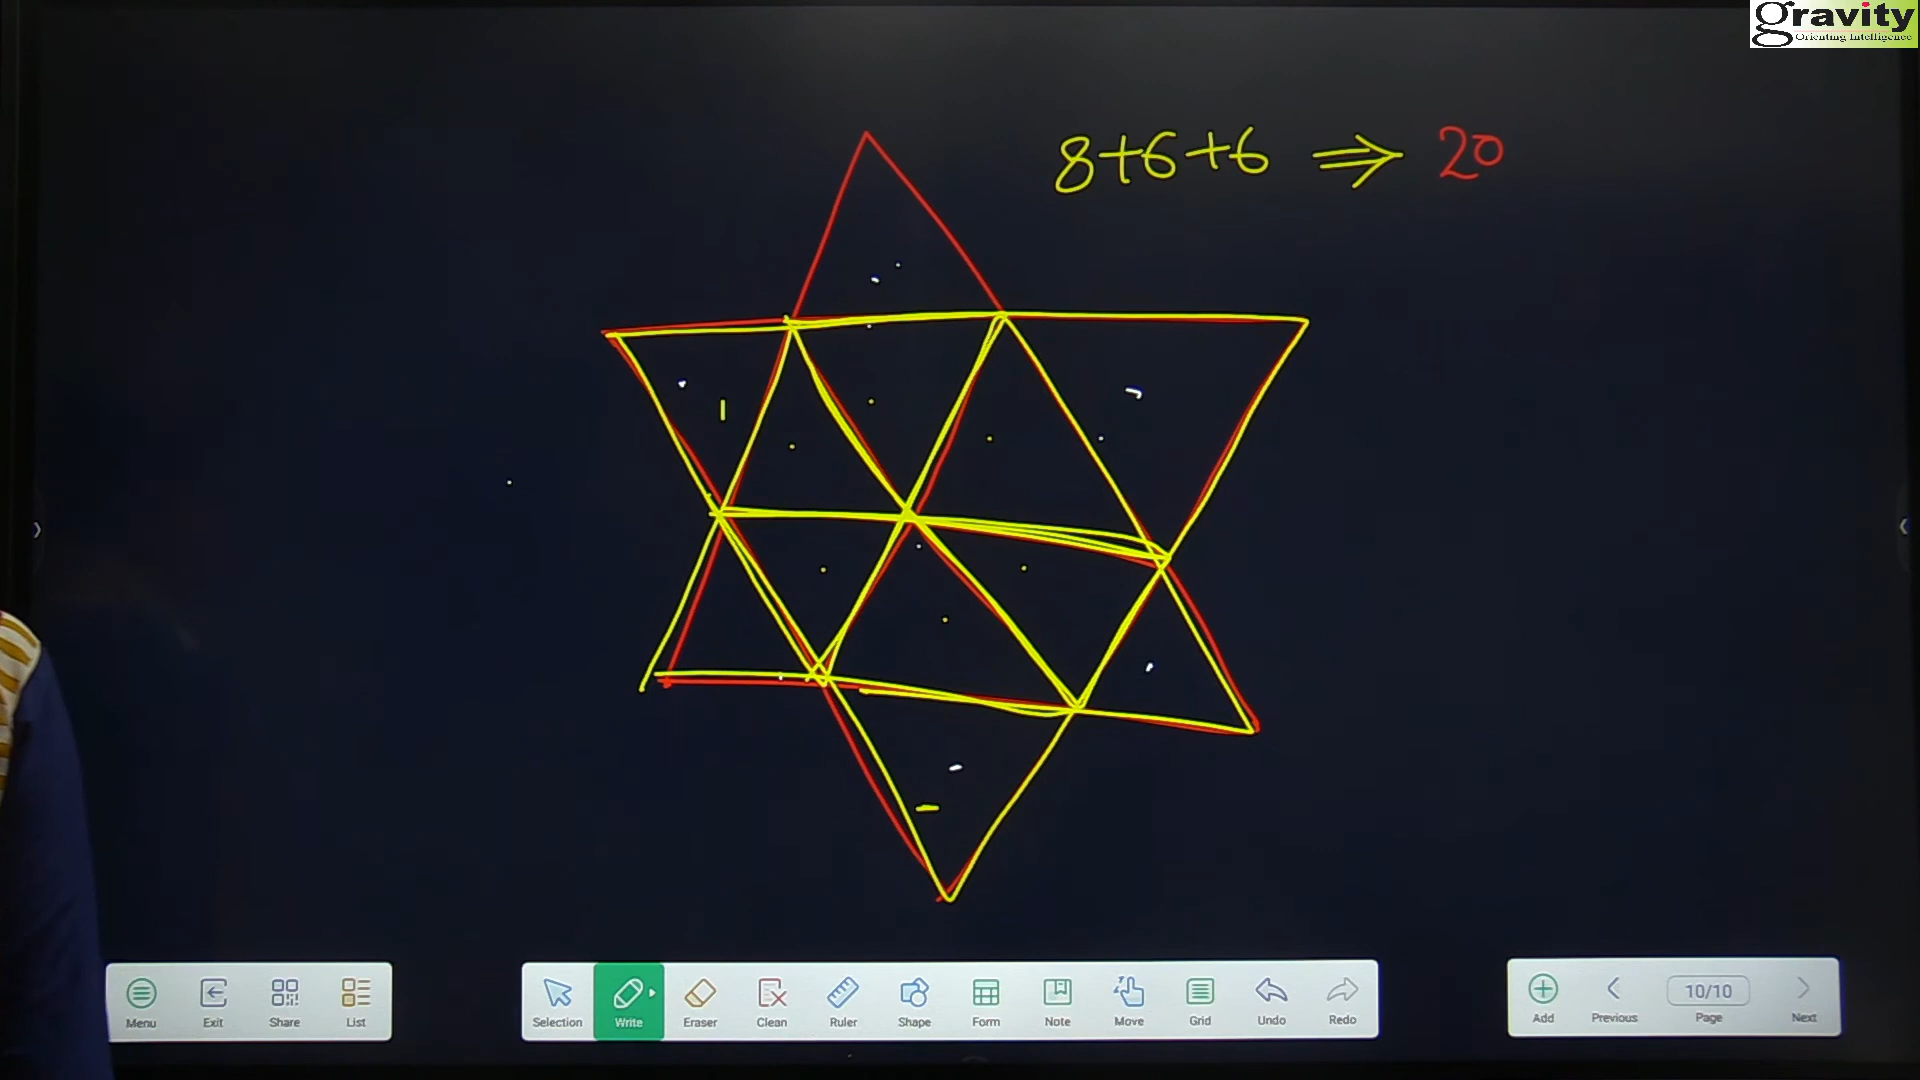 gravity
Orienting Intelligence
8+6+6 ⇒ 20
Menu Exit Share List
Selection Write Eraser Clean Ruler Shape Form Note Move Grid Undo Redo
Add Previous 10/10 Page Next